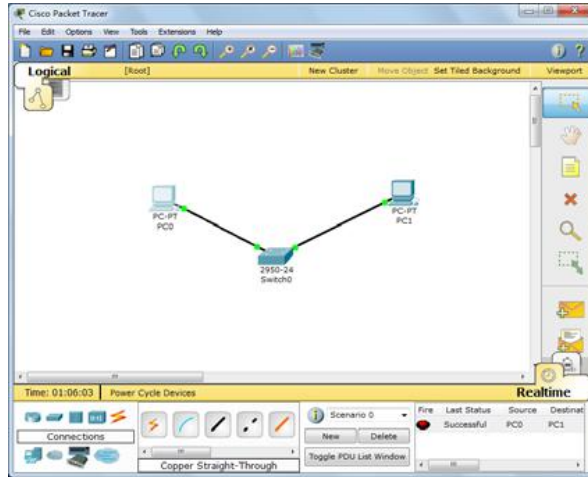 Cisco Packet Tracer
File Edit Options View Tools Extensions Help
Logical [Root] New Cluster Move Object Set Tiled Background Viewport
PC-PT
PC0
PC-PT
PC1
2950-24
Switch0
Time: 01:06:03 Power Cycle Devices Realtime
Connections
Copper Straight-Through
Scenario 0
New Delete
Toggle PDU List Window
Fire Last Status Source Destinat
Successful PC0 PC1